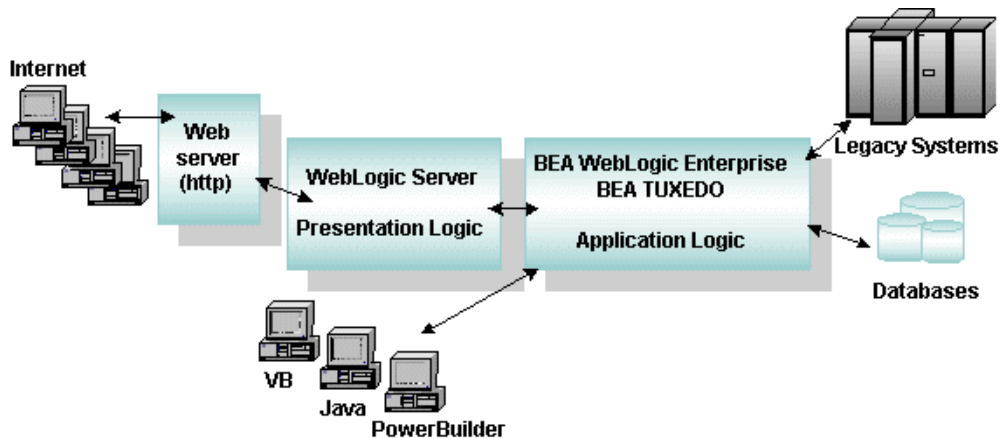 Internet
Web
server
(http)
WebLogic Server
Presentation Logic
BEA WebLogic Enterprise
BEA TUXEDO
Application Logic
Legacy Systems
Databases
VB
Java
PowerBuilder